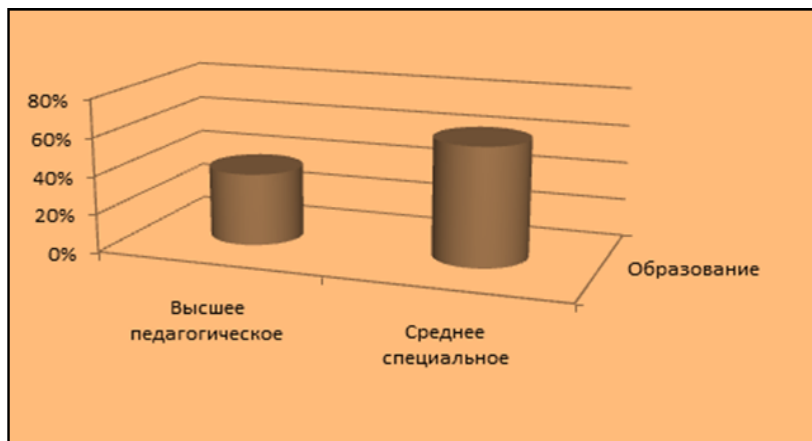 80%
60%
40%
20%
0%
Образование
Высшее
педагогическое
Среднее
специальное